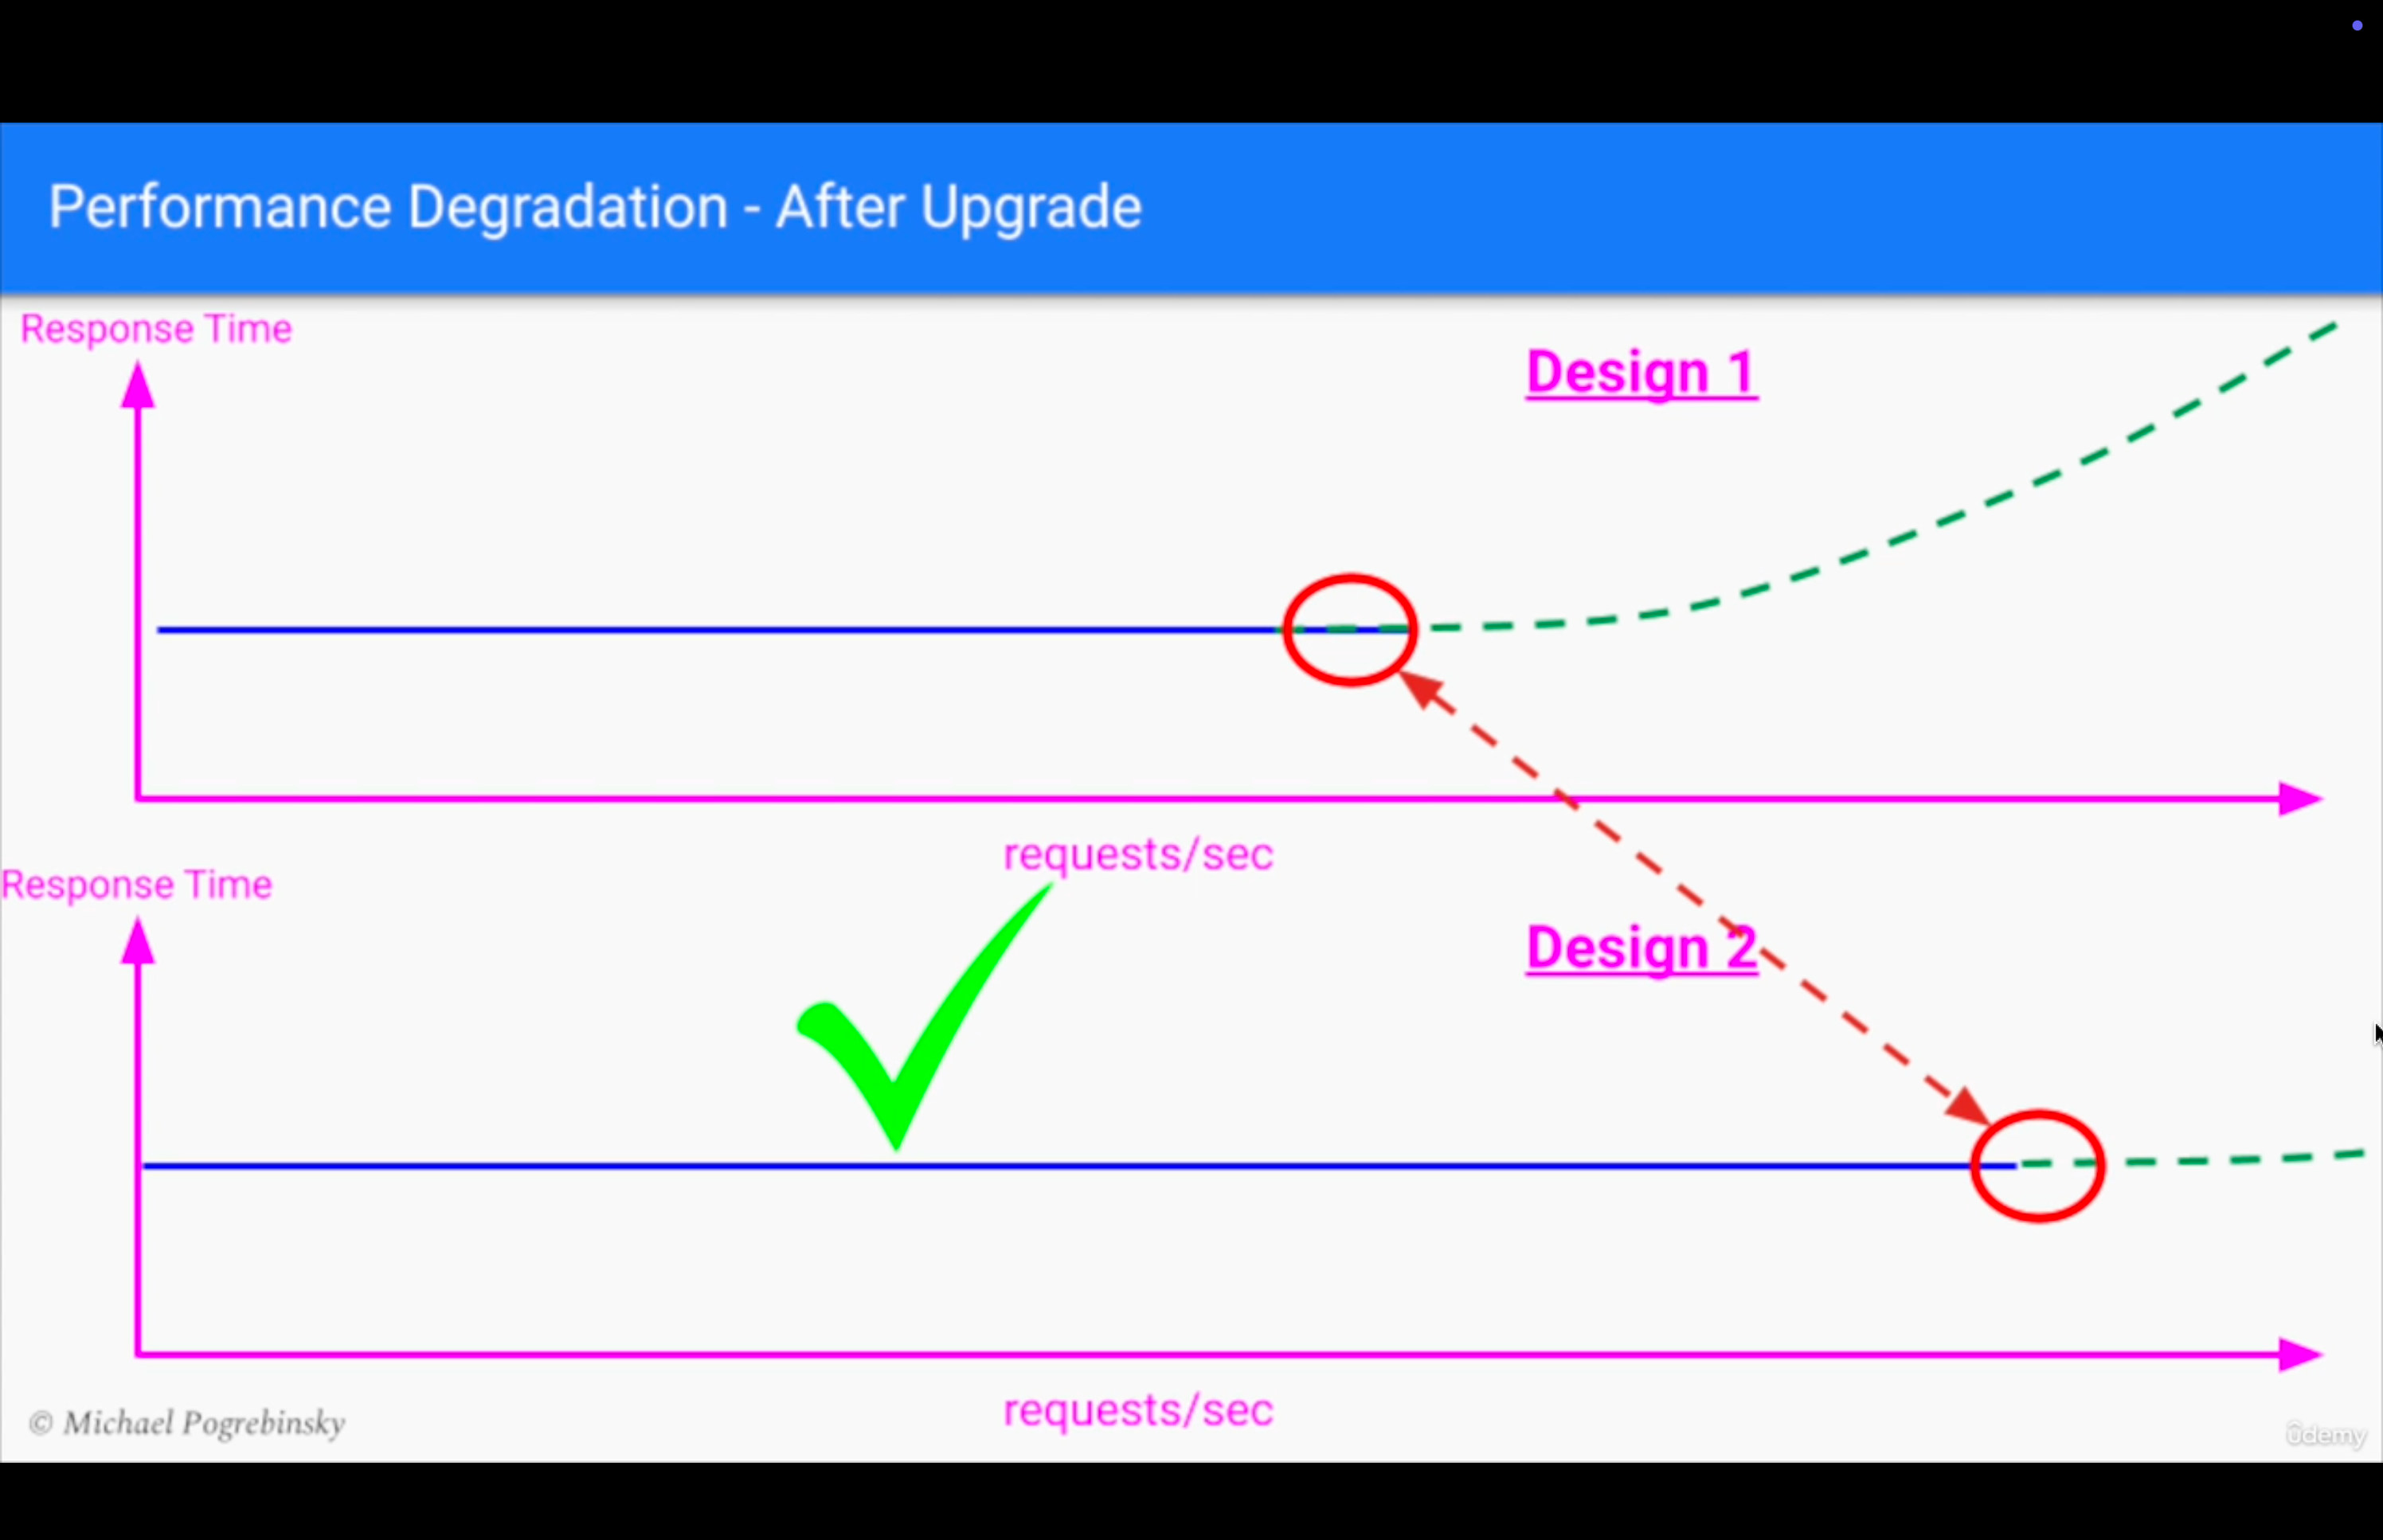 Performance Degradation - After Upgrade
Response Time
Design 1
requests/sec
Response Time
Design 2
requests/sec
© Michael Pogrebinsky
ûdemy